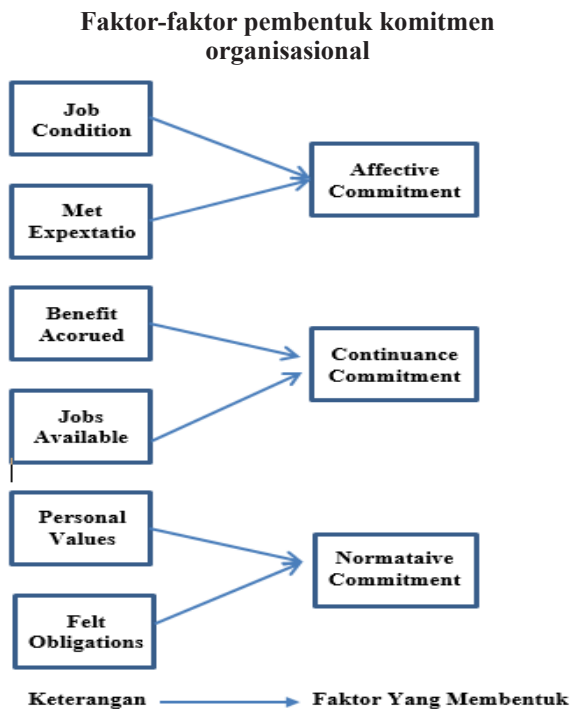 Faktor-faktor pembentuk komitmen
organisasional
Job
Condition
Met
Expextatio
Affective
Commitment
Benefit
Acorued
Jobs
Available
Continuance
Commitment
Personal
Values
Felt
Obligations
Normataive
Commitment
Keterangan
Faktor Yang Membentuk